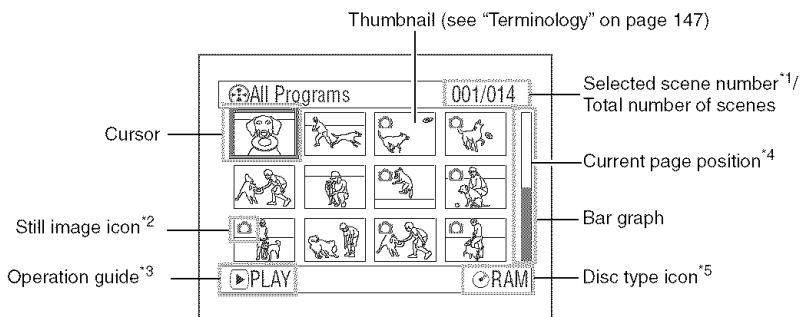 Thumbnail (see “Terminology” on page 147)
All Programs
001/014
Selected scene number*1/
Total number of scenes
Cursor
Current page position*4
Still image icon*2
Bar graph
Operation guide*3
PLAY
RAM
Disc type icon*5